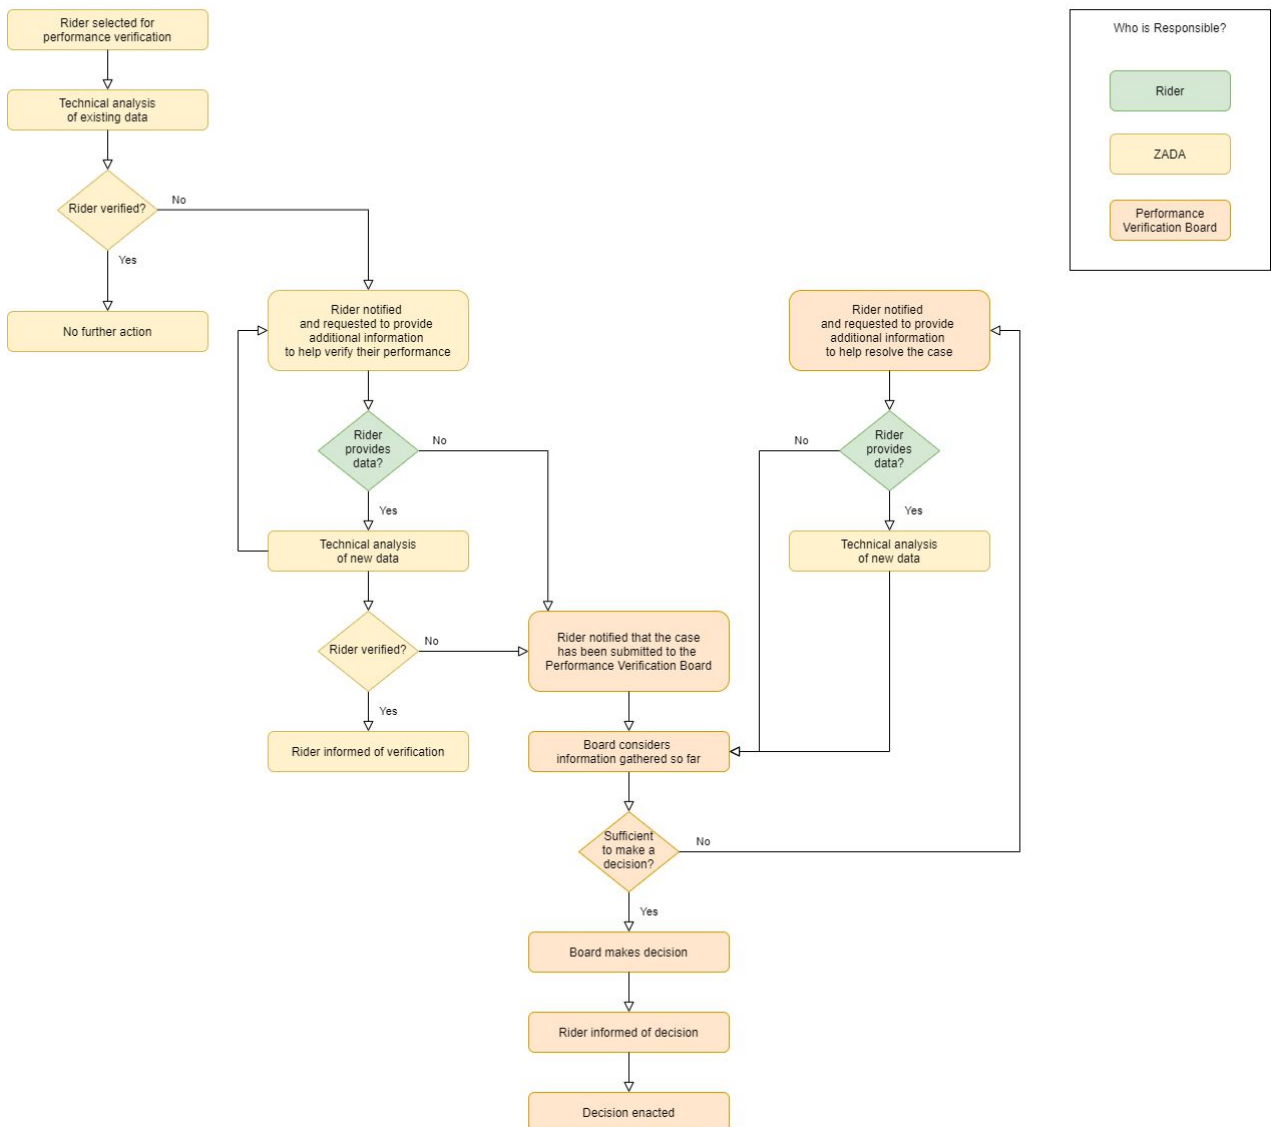 Rider selected for
performance verification
Technical analysis
of existing data
Rider verified?
No
Yes
No further action
Rider notified
and requested to provide
additional information
to help verify their performance
Rider
provides
data?
No
Yes
Technical analysis
of new data
Rider verified?
No
Yes
Rider informed of verification
Rider notified that the case
has been submitted to the
Performance Verification Board
Board considers
information gathered so far
Sufficient
to make a
decision?
No
Yes
Board makes decision
Rider informed of decision
Decision enacted
Rider notified
and requested to provide
additional information
to help resolve the case
Rider
provides
data?
No
Yes
Technical analysis
of new data
Who is Responsible?
Rider
ZADA
Performance
Verification Board